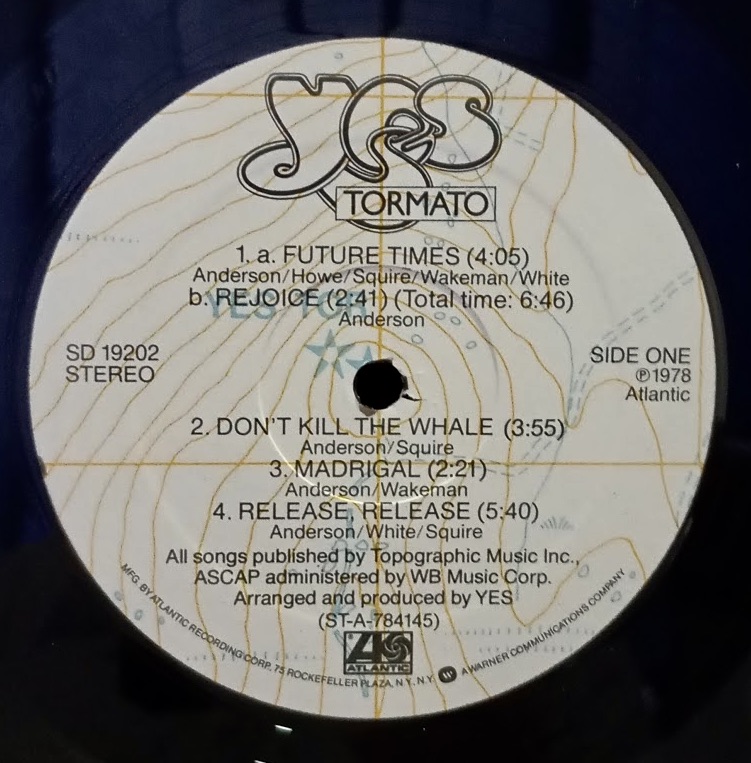 YES
TORMATO
1. a. FUTURE TIMES (4:05)
Anderson/Howe/Squire/Wakeman/White
b. REJOICE (2:41) (Total time: 6:46)
Anderson
YES TOR
SD 19202
STEREO
SIDE ONE
℗1978
Atlantic
2. DON'T KILL THE WHALE (3:55)
Anderson/Squire
3. MADRIGAL (2:21)
Anderson/Wakeman
4. RELEASE, RELEASE (5:40)
Anderson/White/Squire
All songs published by Topographic Music Inc.,
ASCAP administered by WB Music Corp.
Arranged and produced by YES
(ST-A-784145)
ATLANTIC
MFG. BY ATLANTIC RECORDING CORP., 75 ROCKEFELLER PLAZA, N.Y., N.Y. A WARNER COMMUNICATIONS COMPANY